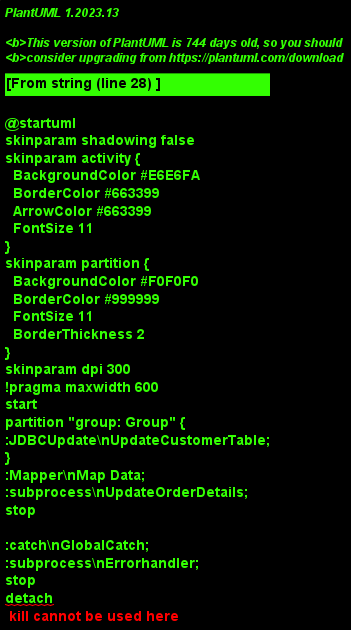 PlantUML 1.2023.13
<b>This version of PlantUML is 744 days old, so you should
<b>consider upgrading from https://plantuml.com/download
[From string (line 28) ]
@startuml
skinparam shadowing false
skinparam activity {
BackgroundColor #E6E6FA
BorderColor #663399
ArrowColor #663399
FontSize 11
}
skinparam partition {
BackgroundColor #F0F0F0
BorderColor #999999
FontSize 11
BorderThickness 2
}
skinparam dpi 300
!pragma maxwidth 600
start
partition "group: Group" {
:JDBCUpdate\nUpdateCustomerTable;
}
:Mapper\nMap Data;
:subprocess\nUpdateOrderDetails;
stop
:catch\nGlobalCatch;
:subprocess\nErrorhandler;
stop
detach
kill cannot be used here